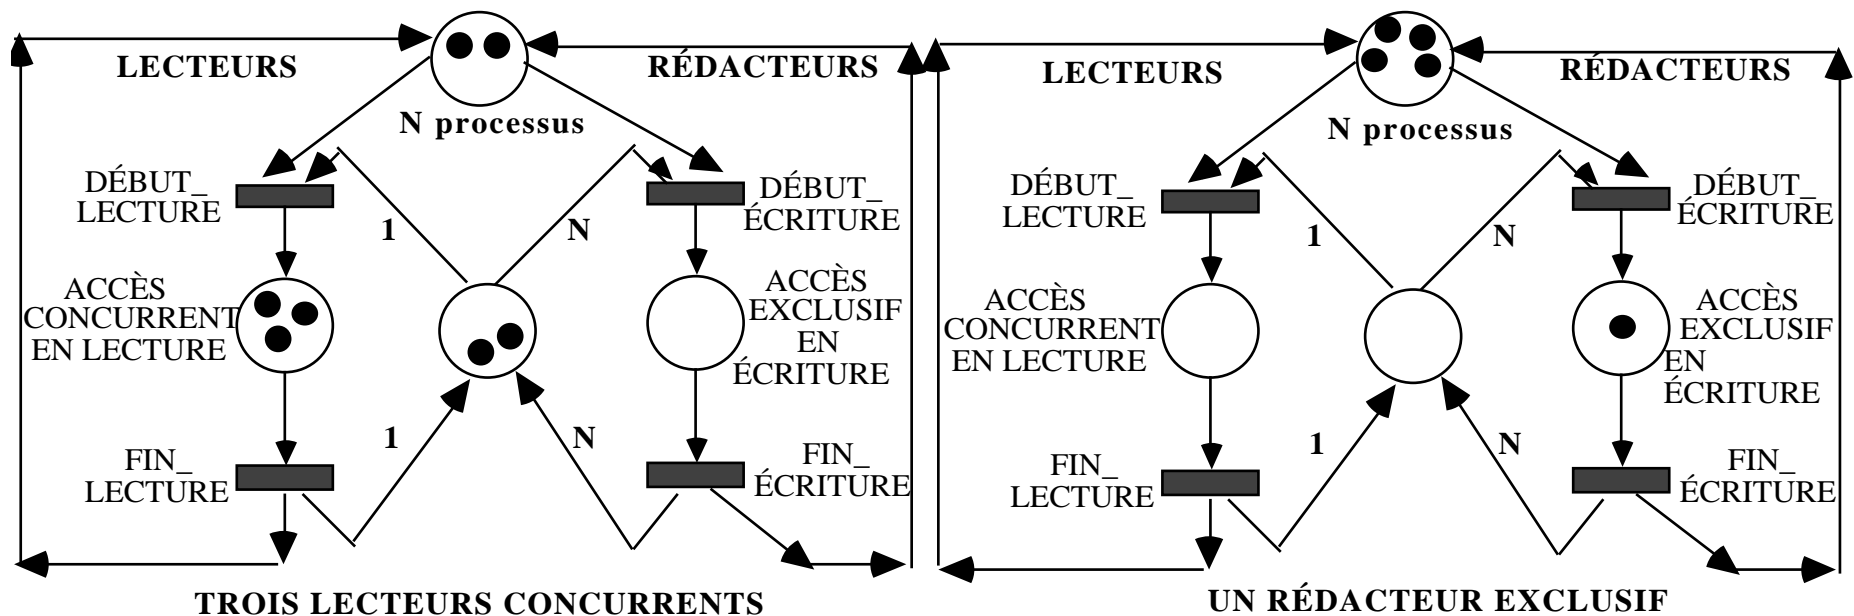 LECTEURS
RÉDACTEURS
N processus
DÉBUT_
LECTURE
DÉBUT_
ÉCRITURE
1
N
ACCÈS
CONCURRENT
EN LECTURE
ACCÈS
EXCLUSIF
EN
ÉCRITURE
1
N
FIN_
LECTURE
FIN_
ÉCRITURE
TROIS LECTEURS CONCURRENTS
LECTEURS
RÉDACTEURS
N processus
DÉBUT_
LECTURE
DÉBUT_
ÉCRITURE
1
N
ACCÈS
CONCURRENT
EN LECTURE
ACCÈS
EXCLUSIF
EN
ÉCRITURE
1
N
FIN_
LECTURE
FIN_
ÉCRITURE
UN RÉDACTEUR EXCLUSIF